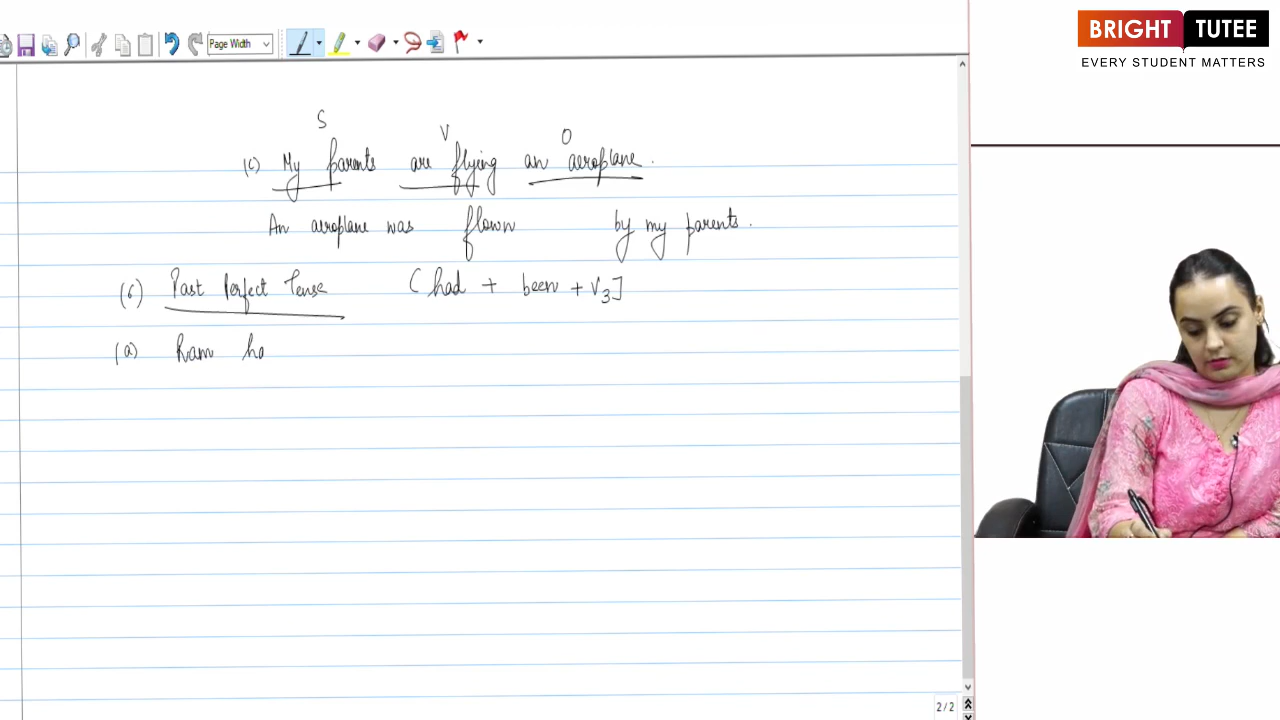 BRIGHT TUTEE
EVERY STUDENT MATTERS
Page Width
S V O
(c) My parents are flying an aeroplane.
An aeroplane was flown by my parents.
(6) Past Perfect Tense [had + been + V3]
(a) Ram ha
2/2